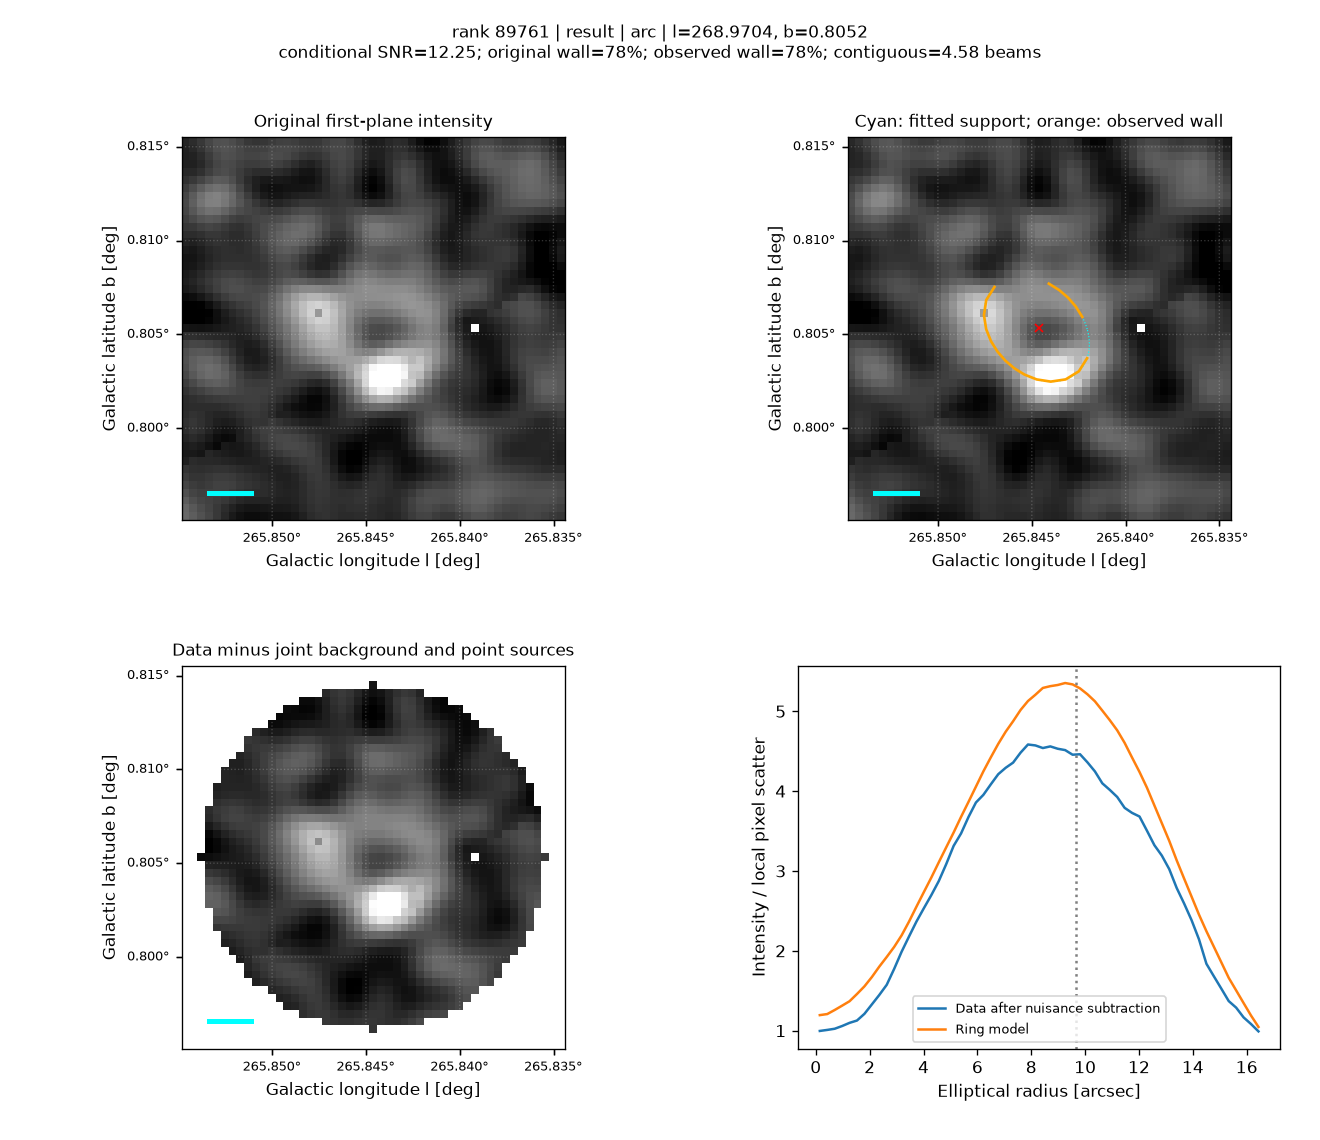 rank 89761 | result | arc | l=268.9704, b=0.8052
conditional SNR=12.25; original wall=78%; observed wall=78%; contiguous=4.58 beams
Original first-plane intensity
0.815°
0.810°
0.805°
0.800°
Galactic latitude b [deg]
265.850°
265.845°
265.840°
265.835°
Galactic longitude l [deg]
Cyan: fitted support; orange: observed wall
0.815°
0.810°
0.805°
0.800°
Galactic latitude b [deg]
265.850°
265.845°
265.840°
265.835°
Galactic longitude l [deg]
Data minus joint background and point sources
0.815°
0.810°
0.805°
0.800°
Galactic latitude b [deg]
265.850°
265.845°
265.840°
265.835°
Galactic longitude l [deg]
5
4
3
2
1
Intensity / local pixel scatter
Data after nuisance subtraction
Ring model
0
2
4
6
8
10
12
14
16
Elliptical radius [arcsec]